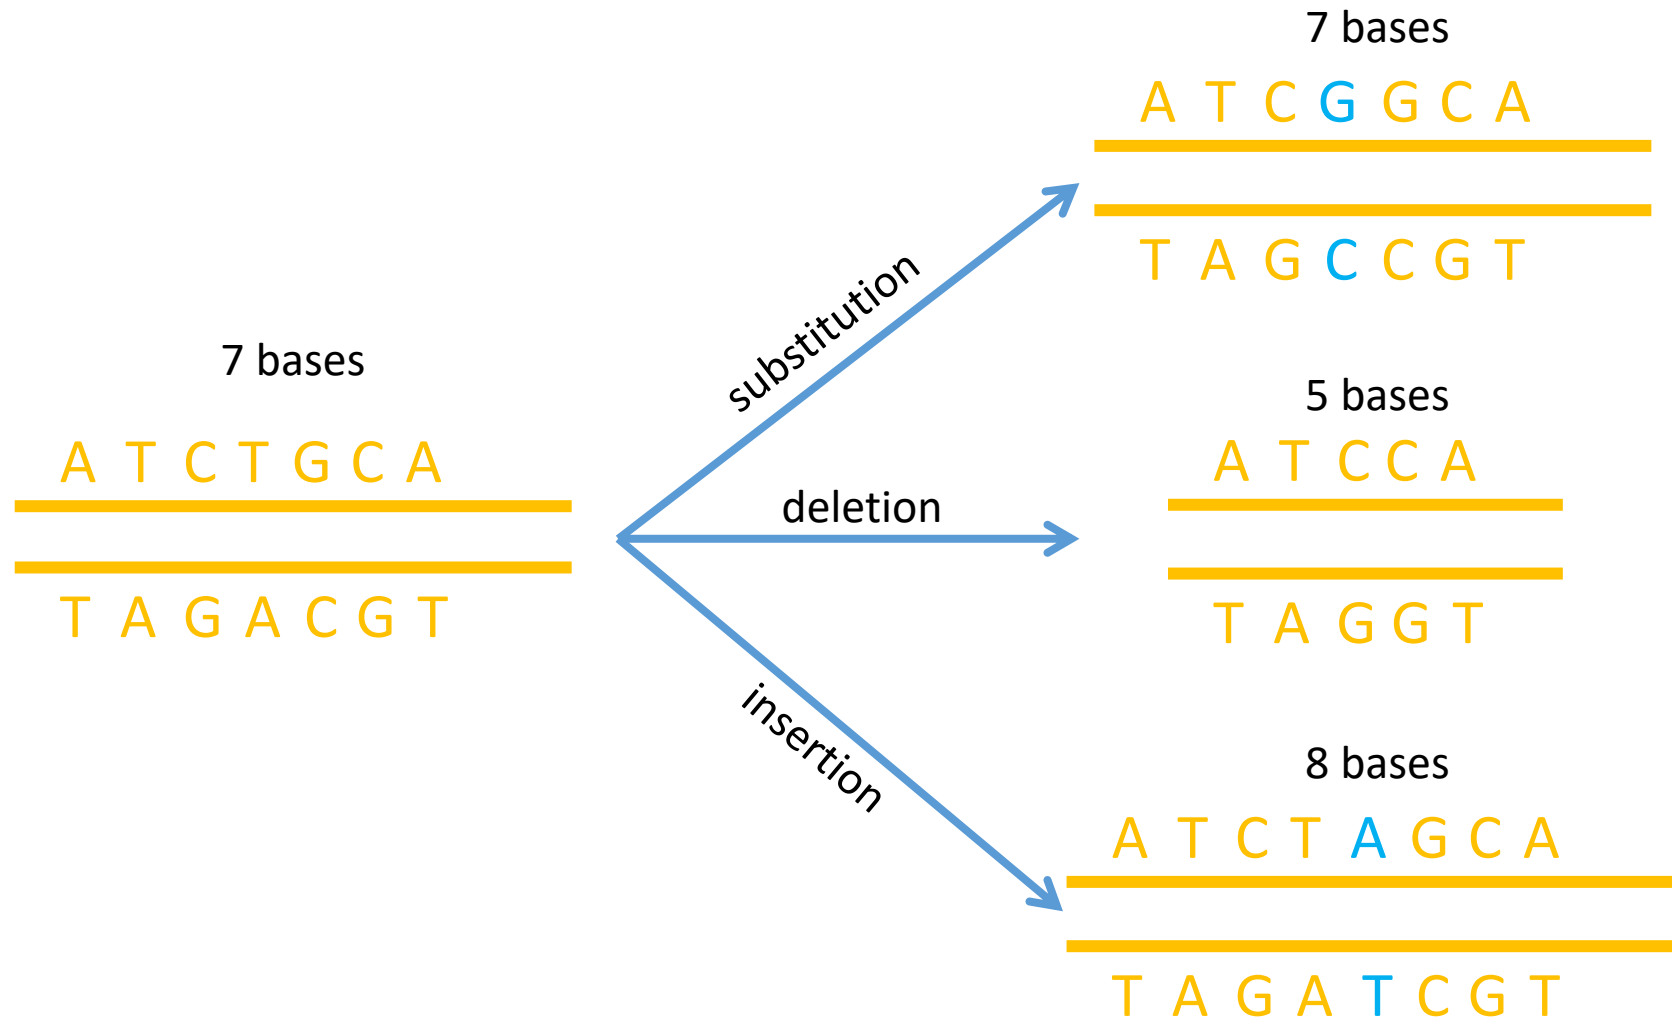 7 bases
A T C T G C A
T A G A C G T
substitution
deletion
insertion
7 bases
A T C G G C A
T A G C C G T
5 bases
A T C C A
T A G G T
8 bases
A T C T A G C A
T A G A T C G T